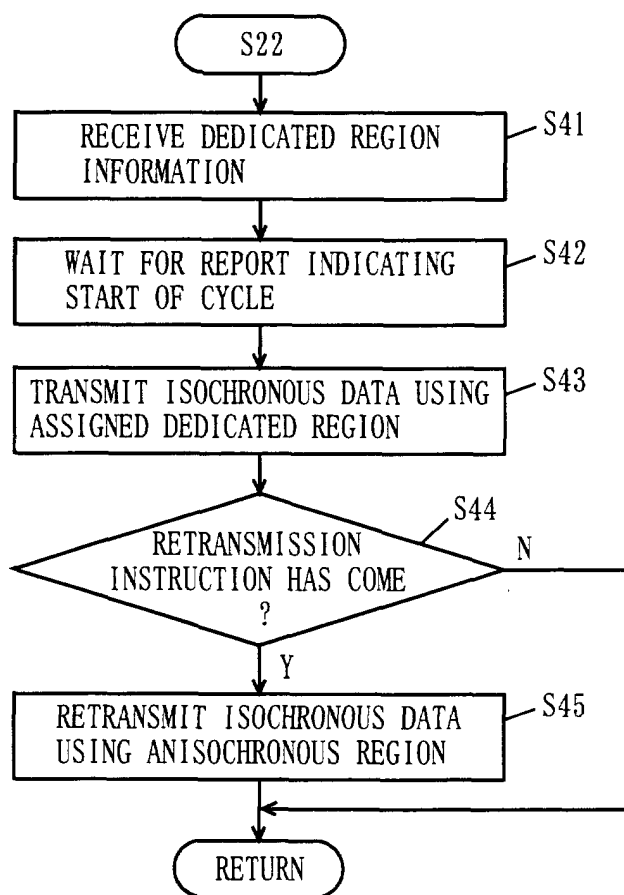 S22
RECEIVE DEDICATED REGION
INFORMATION
S41
WAIT FOR REPORT INDICATING
START OF CYCLE
S42
TRANSMIT ISOCHRONOUS DATA USING
ASSIGNED DEDICATED REGION
S43
RETRANSMISSION
INSTRUCTION HAS COME
?
S44
N
Y
RETRANSMIT ISOCHRONOUS DATA
USING ANISOCHRONOUS REGION
S45
RETURN